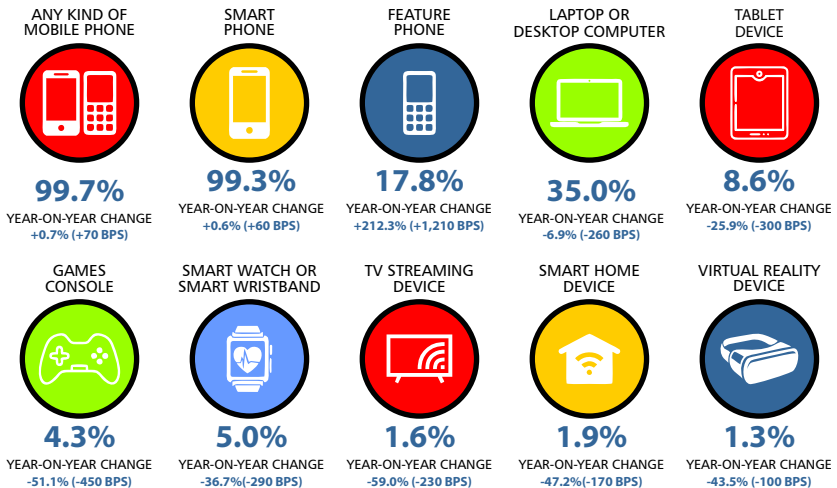 ANY KIND OF
MOBILE PHONE
99.7%
YEAR-ON-YEAR CHANGE
+0.7% (+70 BPS)
SMART
PHONE
99.3%
YEAR-ON-YEAR CHANGE
+0.6% (+60 BPS)
FEATURE
PHONE
17.8%
YEAR-ON-YEAR CHANGE
+212.3% (+1,210 BPS)
LAPTOP OR
DESKTOP COMPUTER
35.0%
YEAR-ON-YEAR CHANGE
-6.9% (-260 BPS)
TABLET
DEVICE
8.6%
YEAR-ON-YEAR CHANGE
-25.9% (-300 BPS)
GAMES
CONSOLE
4.3%
YEAR-ON-YEAR CHANGE
-51.1% (-450 BPS)
SMART WATCH OR
SMART WRISTBAND
5.0%
YEAR-ON-YEAR CHANGE
-36.7%(-290 BPS)
TV STREAMING
DEVICE
1.6%
YEAR-ON-YEAR CHANGE
-59.0% (-230 BPS)
SMART HOME
DEVICE
1.9%
YEAR-ON-YEAR CHANGE
-47.2%(-170 BPS)
VIRTUAL REALITY
DEVICE
1.3%
YEAR-ON-YEAR CHANGE
-43.5% (-100 BPS)